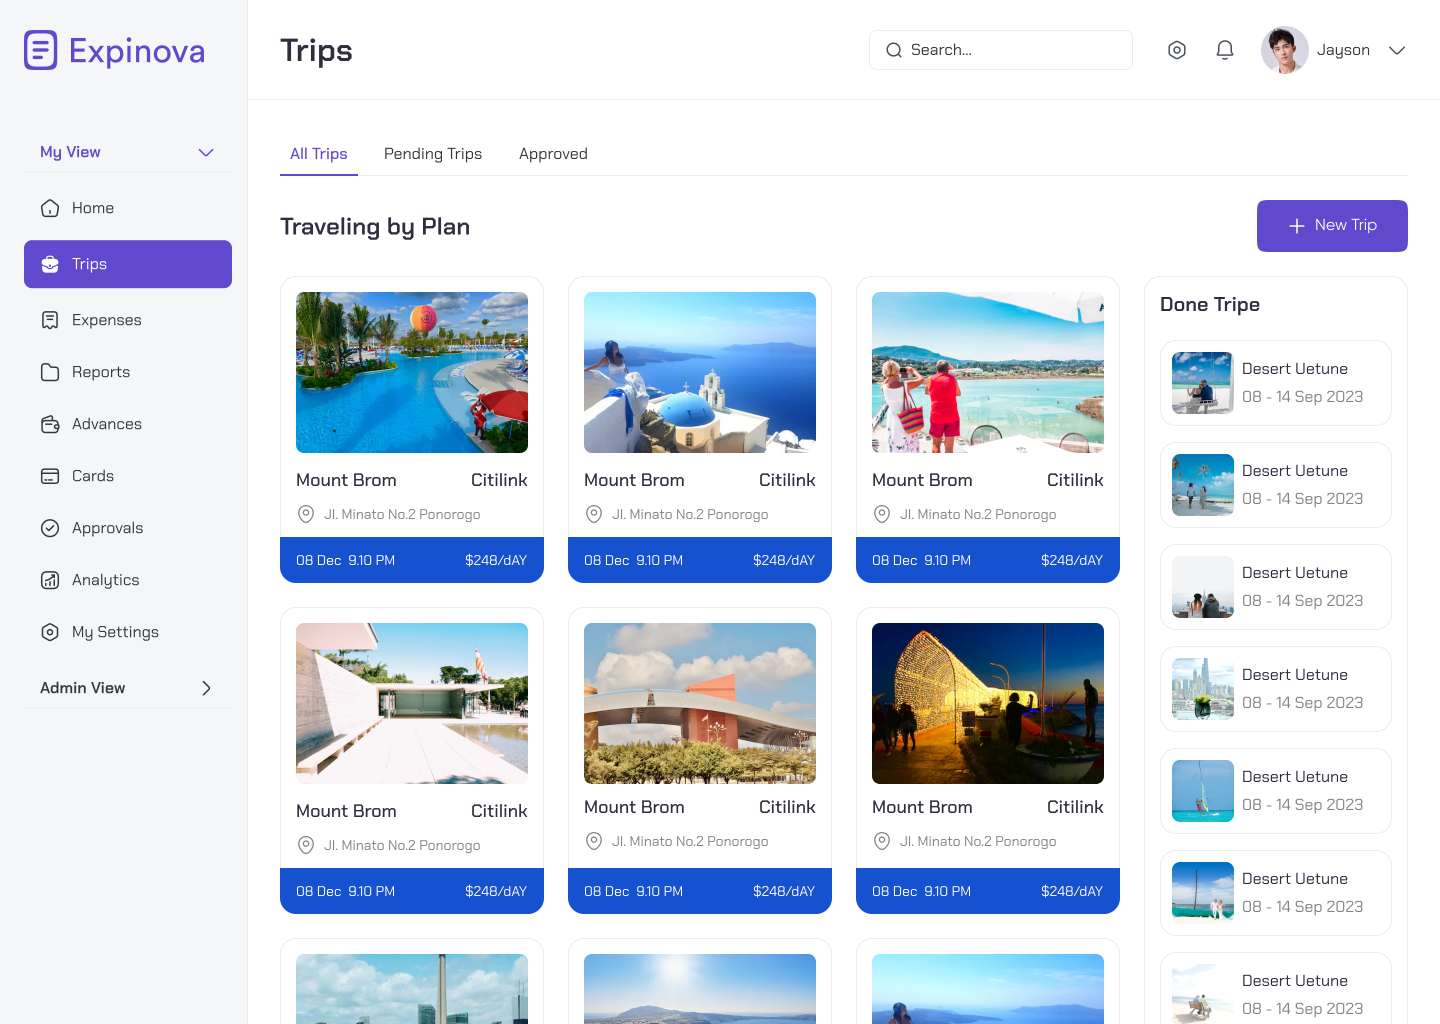 Expinova
Trips
Search...
Jayson
My View
Home
Trips
Expenses
Reports
Advances
Cards
Approvals
Analytics
My Settings
Admin View
All Trips
Pending Trips
Approved
Traveling by Plan
New Trip
Mount Brom Citilink
Jl. Minato No.2 Ponorogo
08 Dec 9.10 PM $248/dAY
Mount Brom Citilink
Jl. Minato No.2 Ponorogo
08 Dec 9.10 PM $248/dAY
Mount Brom Citilink
Jl. Minato No.2 Ponorogo
08 Dec 9.10 PM $248/dAY
Mount Brom Citilink
Jl. Minato No.2 Ponorogo
08 Dec 9.10 PM $248/dAY
Mount Brom Citilink
Jl. Minato No.2 Ponorogo
08 Dec 9.10 PM $248/dAY
Mount Brom Citilink
Jl. Minato No.2 Ponorogo
08 Dec 9.10 PM $248/dAY
Done Tripe
Desert Uetune
08 - 14 Sep 2023
Desert Uetune
08 - 14 Sep 2023
Desert Uetune
08 - 14 Sep 2023
Desert Uetune
08 - 14 Sep 2023
Desert Uetune
08 - 14 Sep 2023
Desert Uetune
08 - 14 Sep 2023
Desert Uetune
08 - 14 Sep 2023